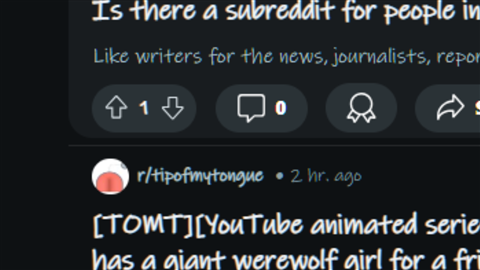 Is there a subreddit for people in
Like writers for the news, journalists, repor
1 0
r/tipofmytongue • 2 hr. ago
[TOMT][YouTube animated serie
has a giant werewolf girl for a fri